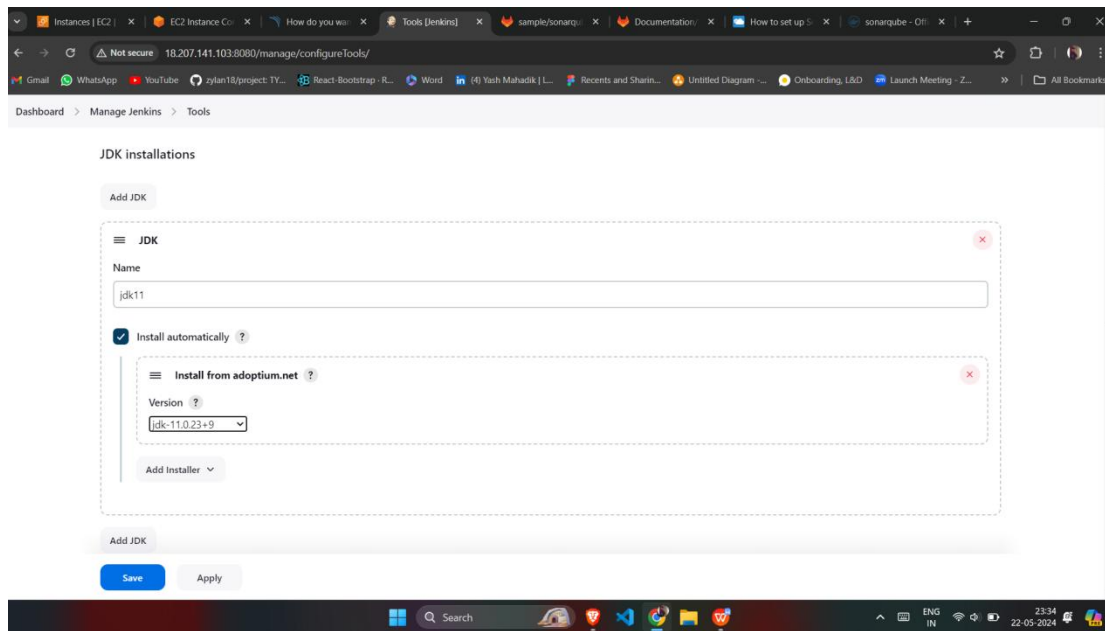 Instances | EC2 |
EC2 Instance Co
How do you wan
Tools [Jenkins]
sample/sonarqu
Documentation/
How to set up S
sonarqube - Offi
Not secure 18.207.141.103:8080/manage/configureTools/
Gmail WhatsApp YouTube zylan18/project: TY... React-Bootstrap · R... Word (4) Yash Mahadik | L... Recents and Sharin... Untitled Diagram -... Onboarding, L&D Launch Meeting - Z... » All Bookmarks
Dashboard > Manage Jenkins > Tools
JDK installations
Add JDK
JDK
Name
jdk11
Install automatically ?
Install from adoptium.net ?
Version ?
jdk-11.0.23+9
Add Installer
Add JDK
Save Apply
Search
ENG 23:34
IN 22-05-2024